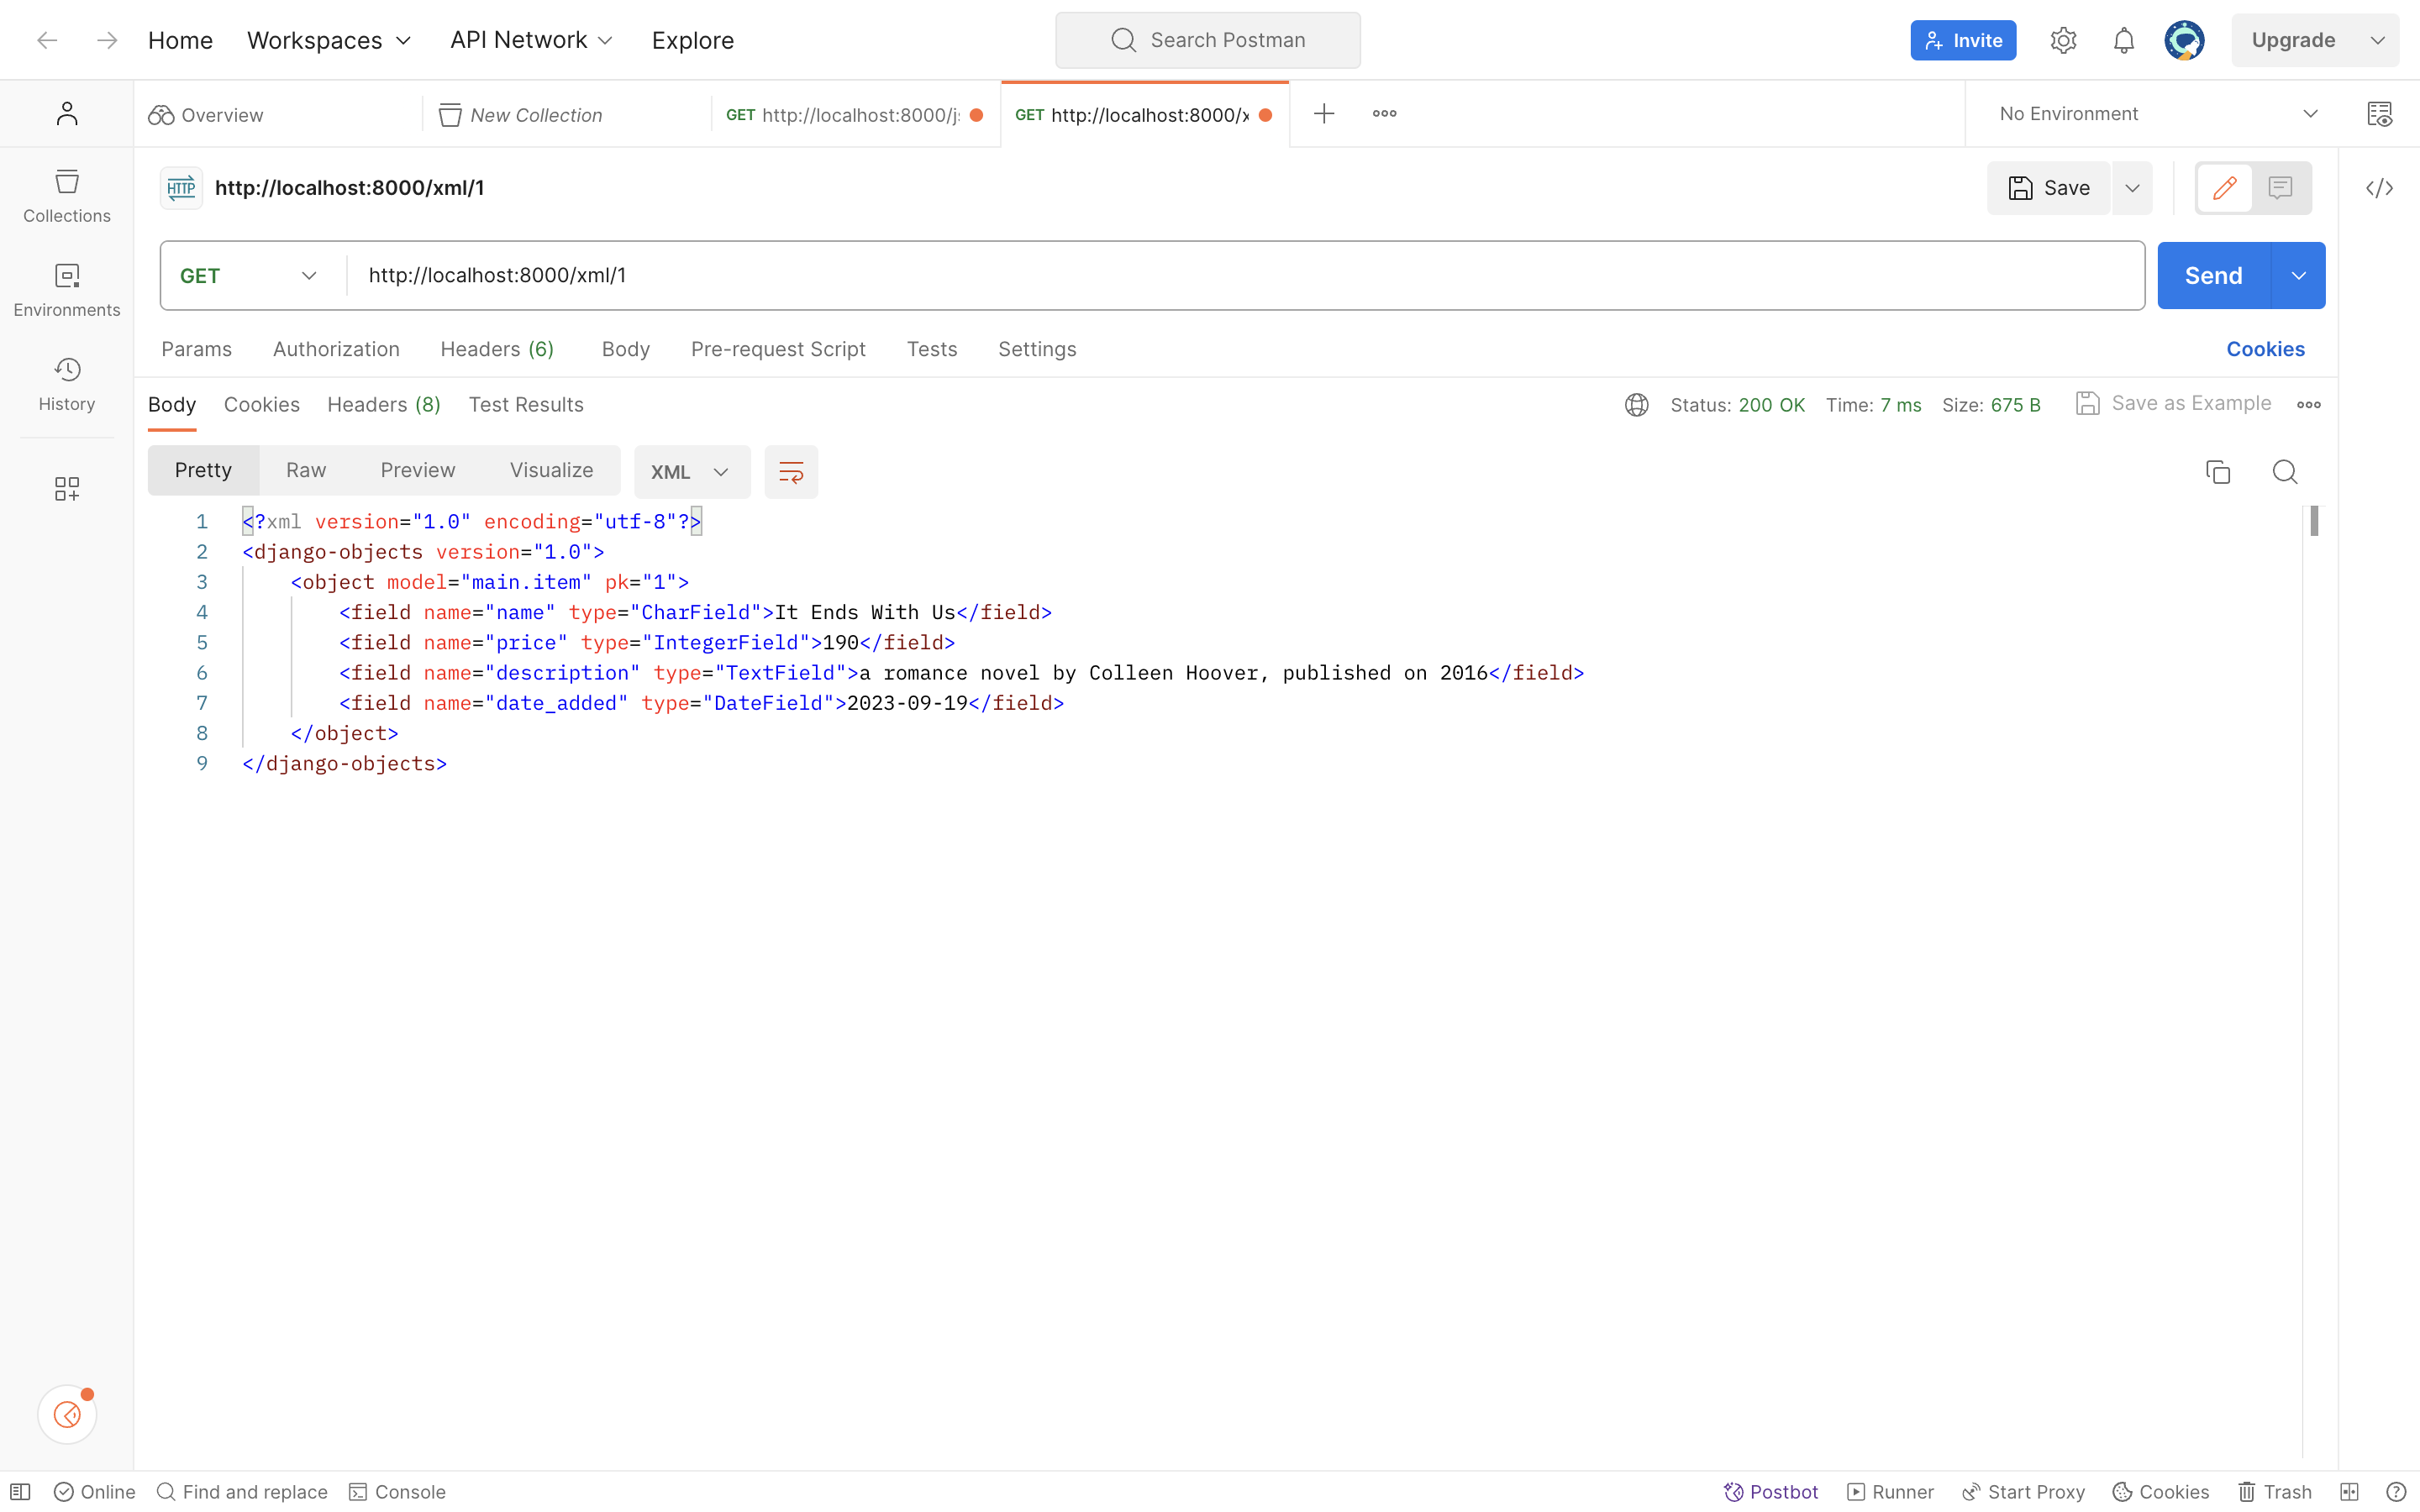 Home Workspaces API Network Explore Search Postman Invite Upgrade
Overview New Collection GET http://localhost:8000/j GET http://localhost:8000/x No Environment
HTTP http://localhost:8000/xml/1 Save
Collections
GET http://localhost:8000/xml/1 Send
Environments
Params Authorization Headers (6) Body Pre-request Script Tests Settings Cookies
History
Body Cookies Headers (8) Test Results Status: 200 OK Time: 7 ms Size: 675 B Save as Example
Pretty Raw Preview Visualize XML
1 <?xml version="1.0" encoding="utf-8"?>
2 <django-objects version="1.0">
3 <object model="main.item" pk="1">
4 <field name="name" type="CharField">It Ends With Us</field>
5 <field name="price" type="IntegerField">190</field>
6 <field name="description" type="TextField">a romance novel by Colleen Hoover, published on 2016</field>
7 <field name="date_added" type="DateField">2023-09-19</field>
8 </object>
9 </django-objects>
Online Find and replace Console Postbot Runner Start Proxy Cookies Trash